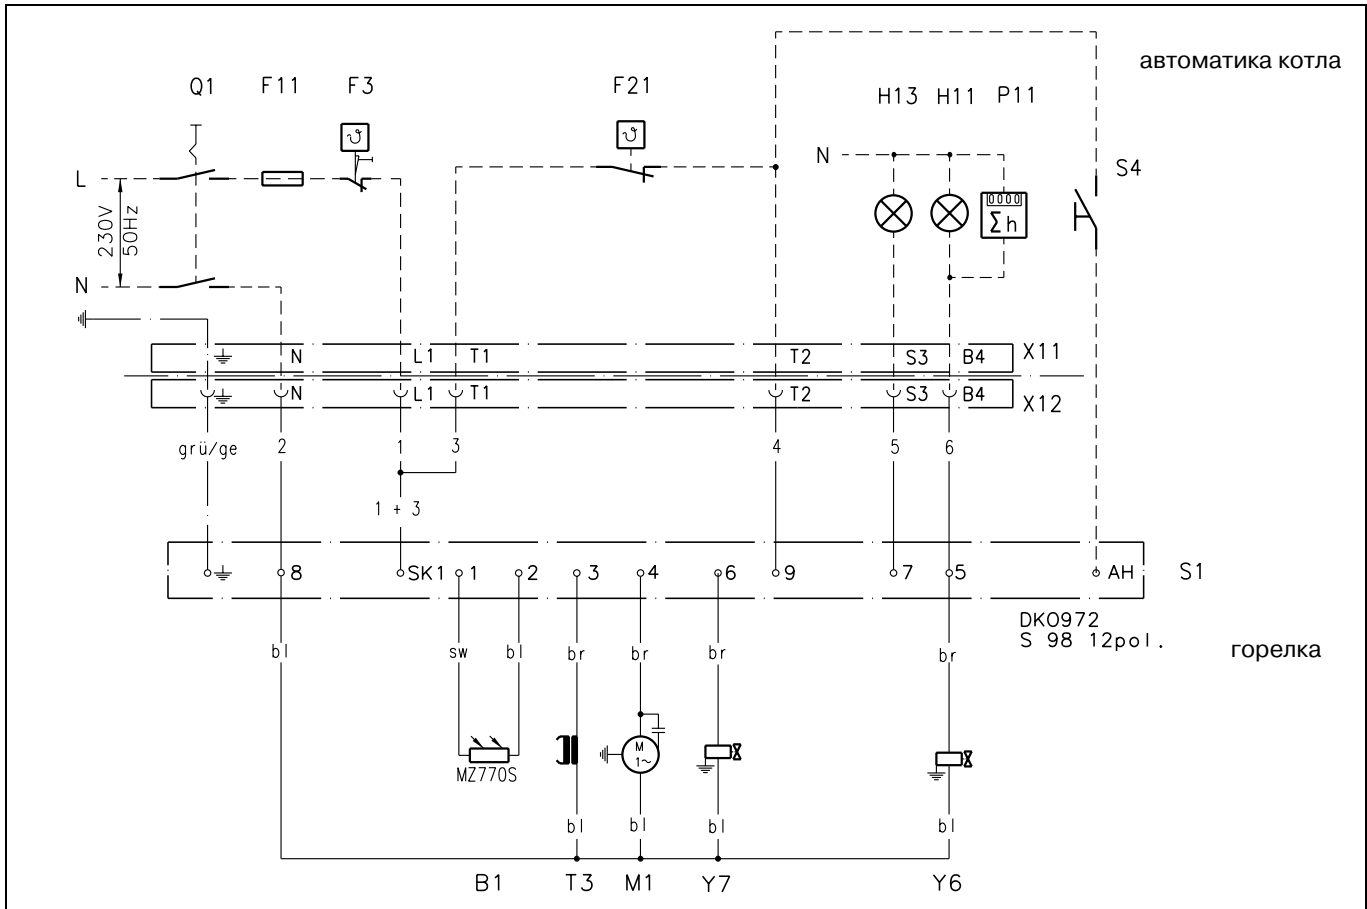 автоматика котла
Q1 F11 F3 F21
H13 H11 P11
N
S4
L
0000
Σh
230V
50Hz
N
N L1 T1 T2 S3 B4 X11
N L1 T1 T2 S3 B4 X12
grü/ge 2 1 3 4 5 6
1 + 3
8 SK1 1 2 3 4 6 9 7 5 AH S1
DKO972
S 98 12pol.
горелка
bl sw bl br br br br
M
1~
MZ770S
bl bl bl bl
B1 T3 M1 Y7 Y6